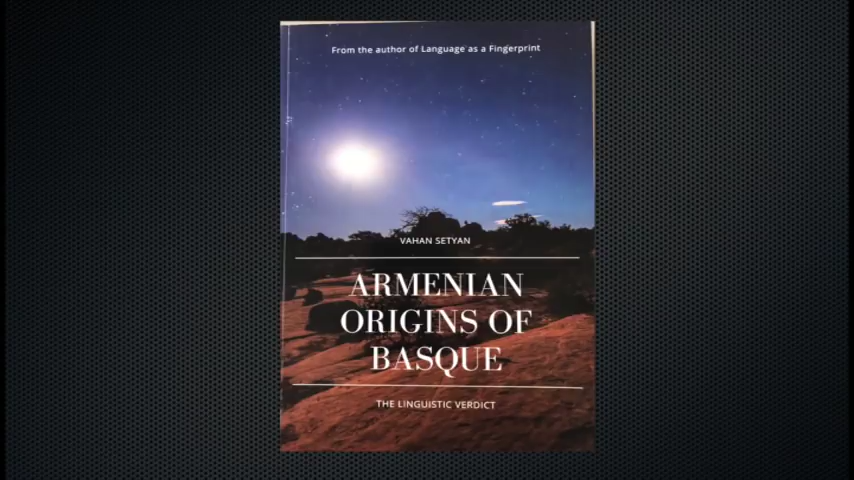 From the author of Language as a Fingerprint
VAHAN SETYAN
ARMENIAN
ORIGINS OF
BASQUE
THE LINGUISTIC VERDICT